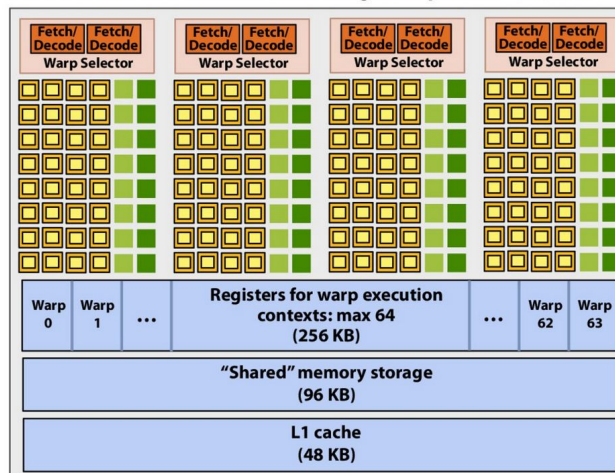 Fetch/ Decode Fetch/ Decode
Warp Selector
Fetch/ Decode Fetch/ Decode
Warp Selector
Fetch/ Decode Fetch/ Decode
Warp Selector
Fetch/ Decode Fetch/ Decode
Warp Selector
Warp
0
Warp
1
...
Registers for warp execution
contexts: max 64
(256 KB)
...
Warp
62
Warp
63
“Shared” memory storage
(96 KB)
L1 cache
(48 KB)